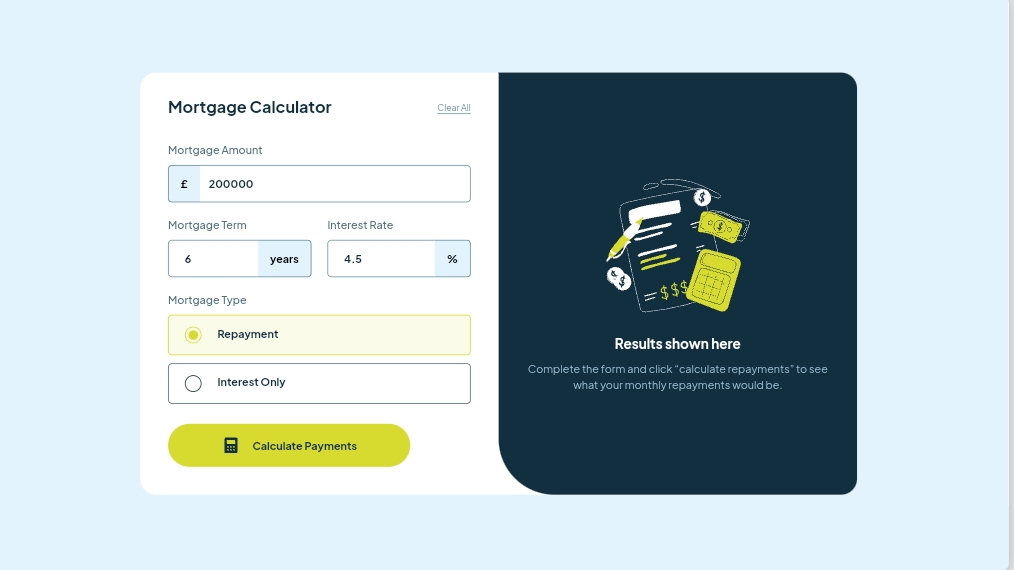 Mortgage Calculator
Clear All
Mortgage Amount
£ 200000
Mortgage Term
Interest Rate
6 years
4.5 %
Mortgage Type
Repayment
Interest Only
Calculate Payments
$
$
$
$
$$$
Results shown here
Complete the form and click “calculate repayments” to see
what your monthly repayments would be.